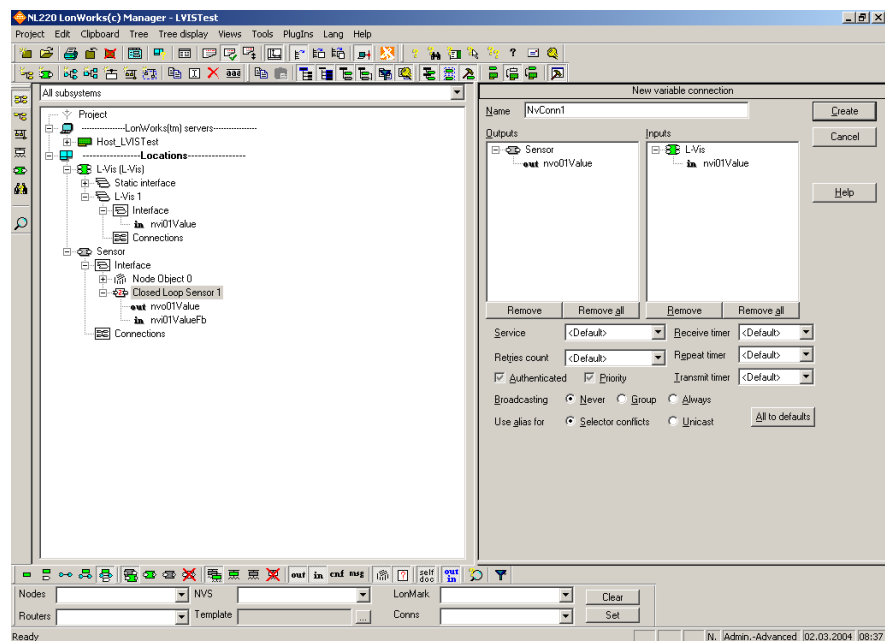 NL220 LonWorks(c) Manager - LVISTest
Project Edit Clipboard Tree Tree display Views Tools PlugIns Lang Help
All subsystems
Project
---------------LonWorks(tm) servers---------------
Host_LVISTest
-----------------Locations-----------------
L-Vis (L-Vis)
Static interface
L-Vis 1
Interface
in nvi01Value
Connections
Sensor
Interface
Node Object 0
Closed Loop Sensor 1
out nvo01Value
in nvi01ValueFb
Connections
New variable connection
Name NvConn1 Create
Outputs Inputs Cancel
Sensor L-Vis
out nvo01Value in nvi01Value
Help
Remove Remove all Remove Remove all
Service <Default> Receive timer <Default>
Retries count <Default> Repeat timer <Default>
Authenticated Priority Transmit timer <Default>
Broadcasting Never Group Always
Use alias for Selector conflicts Unicast All to defaults
out in cnf msg ? self doc out in
Nodes NVS LonMark Clear
Routers Template ... Conns Set
Ready N. Admin.-Advanced 02.03.2004 08:37